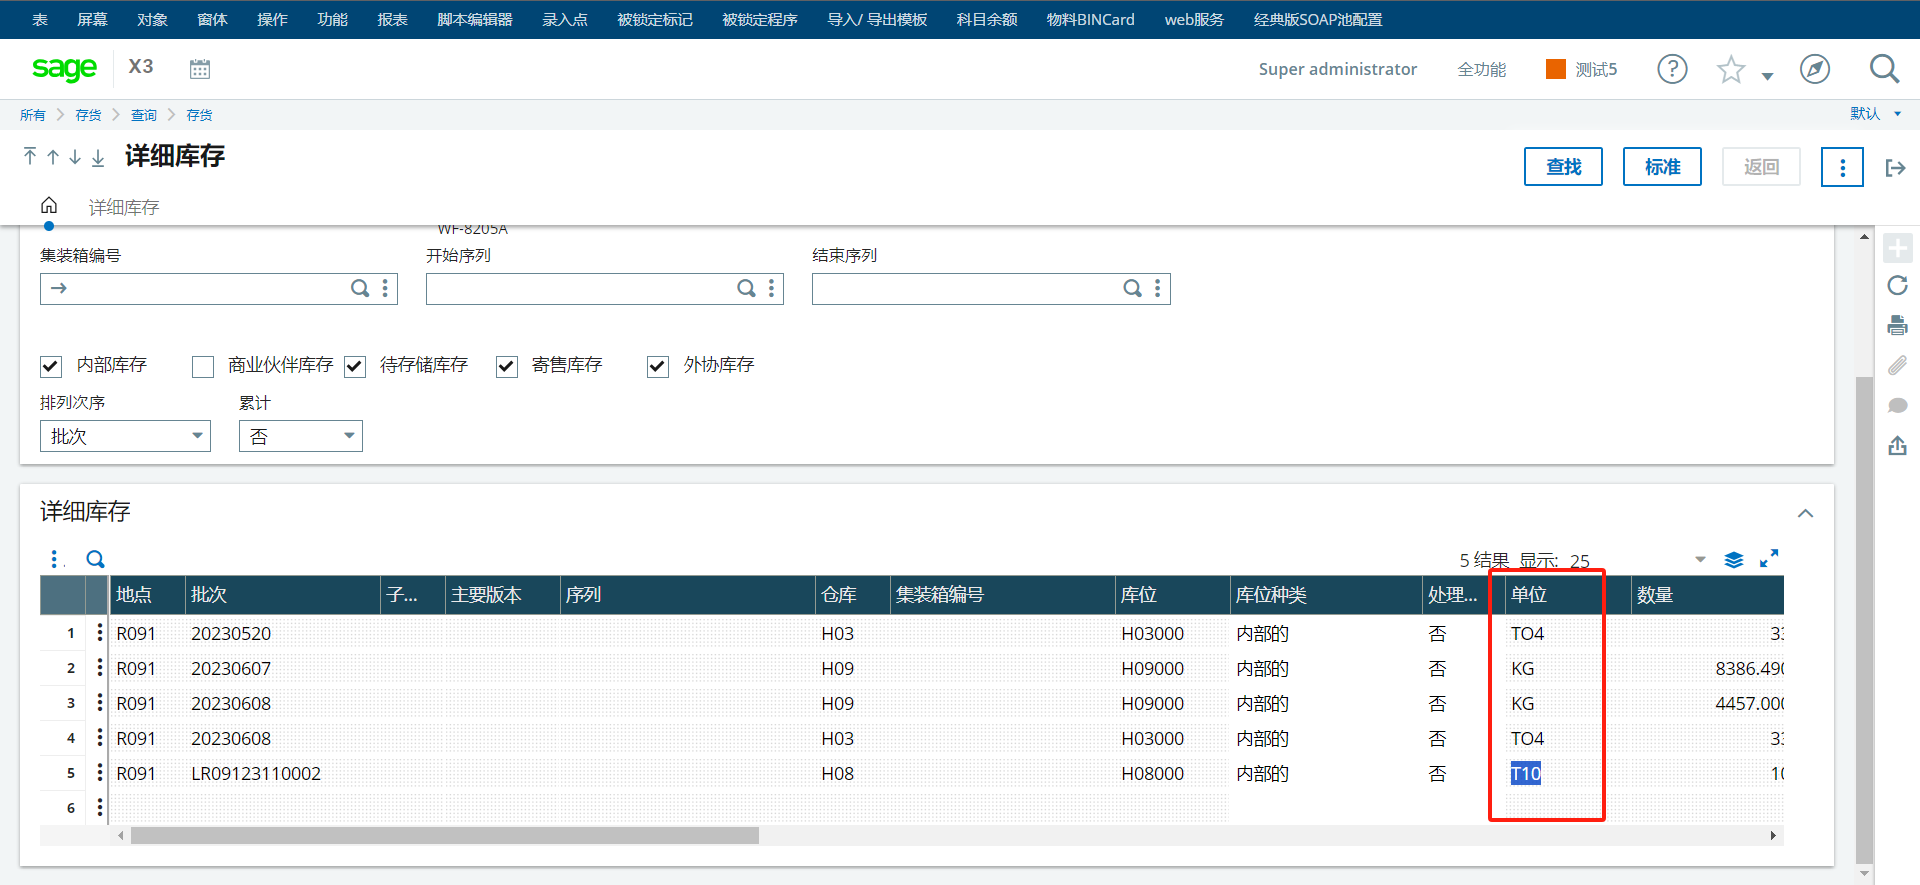 表 屏幕 对象 窗体 操作 功能 报表 脚本编辑器 录入点 被锁定标记 被锁定程序 导入/ 导出模板 科目余额 物料BINCard web服务 经典版SOAP池配置
sage X3 Super administrator 全功能 测试5
所有 存货 查询 存货 默认
详细库存 查找 标准 返回
详细库存
WF-8205A
集装箱编号 开始序列 结束序列
内部库存 商业伙伴库存 待存储库存 寄售库存 外协库存
排列次序 累计
批次 否
详细库存
5 结果 显示: 25
地点 批次 子... 主要版本 序列 仓库 集装箱编号 库位 库位种类 处理... 单位 数量
1 R091 20230520 H03 H03000 内部的 否 TO4 33
2 R091 20230607 H09 H09000 内部的 否 KG 8386.490
3 R091 20230608 H09 H09000 内部的 否 KG 4457.000
4 R091 20230608 H03 H03000 内部的 否 TO4 33
5 R091 LR09123110002 H08 H08000 内部的 否 T10 10
6